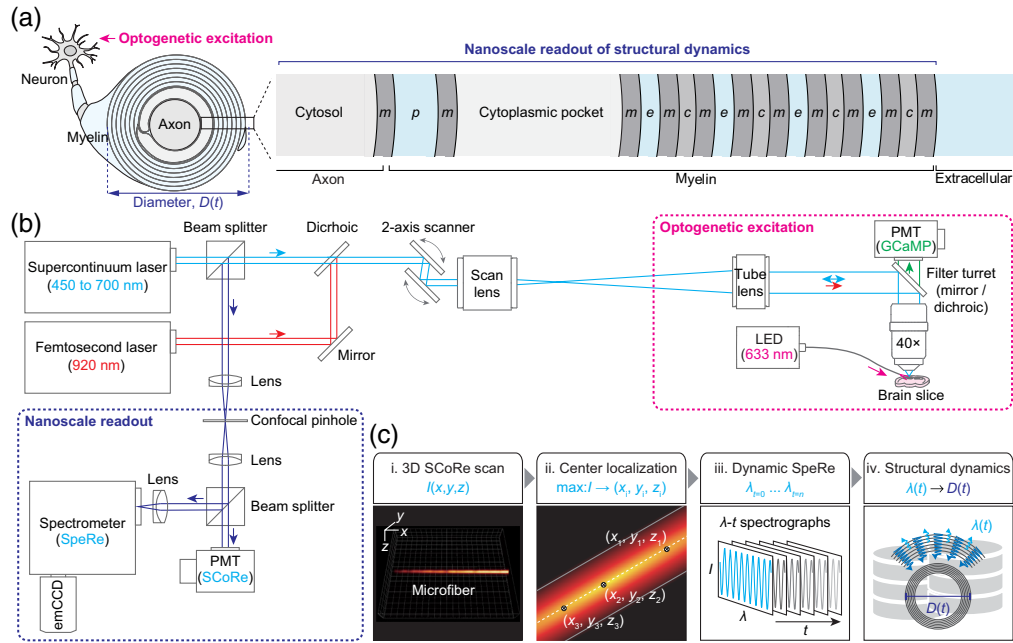 (a)
Optogenetic excitation
Neuron
Myelin
Axon
Diameter, D(t)
Nanoscale readout of structural dynamics
Cytosol
m
p
m
Cytoplasmic pocket
m e m c m e m c m e m c m e m c m
Axon
Myelin
Extracellular
(b)
Beam splitter
Dicrhoic
2-axis scanner
Supercontinuum laser
(450 to 700 nm)
Femtosecond laser
(920 nm)
Mirror
Scan
lens
Tube
lens
Optogenetic excitation
PMT
(GCaMP)
Filter turret
(mirror /
dichroic)
40×
LED
(633 nm)
Brain slice
Lens
Confocal pinhole
Nanoscale readout
Lens
Lens
Beam splitter
Spectrometer
(SpeRe)
PMT
(SCoRe)
emCCD
(c)
i. 3D SCoRe scan
I(x,y,z)
y
x
z
Microfiber
ii. Center localization
max:I → (xᵢ, yᵢ, zᵢ)
(x₁, y₁, z₁)
(x₂, y₂, z₂)
(x₃, y₃, z₃)
iii. Dynamic SpeRe
λt=0 ... λt=n
λ-t spectrographs
I
λ
t
iv. Structural dynamics
λ(t) → D(t)
λ(t)
D(t)